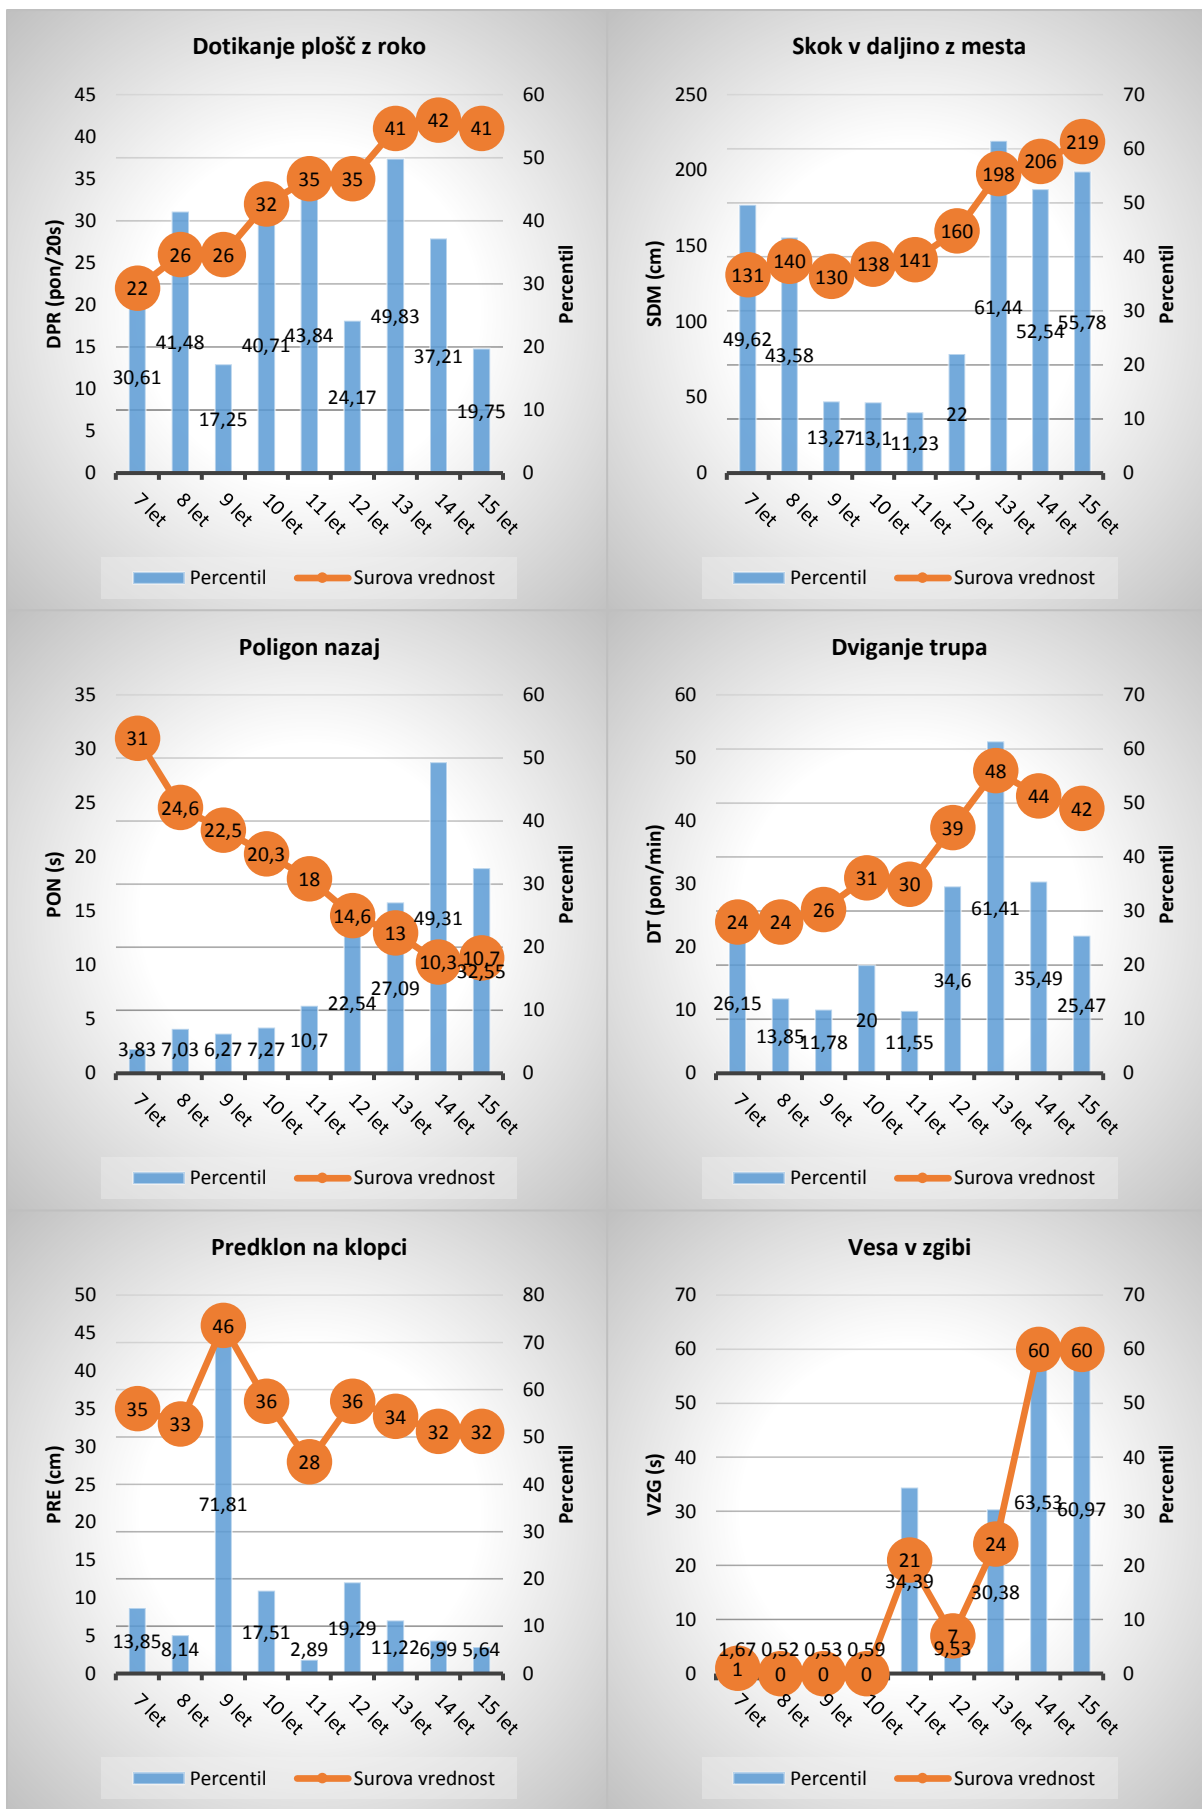 Dotikanje plošč z roko
45
40
35
30
25
20
15
10
5
0
DPR (pon/20s)
60
50
40
30
20
10
0
Percentil
22
26
26
32
35
35
41
42
41
30,61
41,48
17,25
40,71
43,84
24,17
49,83
37,21
19,75
7 let
8 let
9 let
10 let
11 let
12 let
13 let
14 let
15 let
Percentil
Surova vrednost
Skok v daljino z mesta
250
200
150
100
50
0
SDM (cm)
70
60
50
40
30
20
10
0
Percentil
131
140
130
138
141
160
198
206
219
49,62
43,58
13,27
13,1
11,23
22
61,44
52,54
55,78
7 let
8 let
9 let
10 let
11 let
12 let
13 let
14 let
15 let
Percentil
Surova vrednost
Poligon nazaj
35
30
25
20
15
10
5
0
PON (s)
60
50
40
30
20
10
0
Percentil
31
24,6
22,5
20,3
18
14,6
13
10,3
10,7
3,83
7,03
6,27
7,27
10,7
22,54
27,09
49,31
32,55
7 let
8 let
9 let
10 let
11 let
12 let
13 let
14 let
15 let
Percentil
Surova vrednost
Dviganje trupa
60
50
40
30
20
10
0
DT (pon/min)
70
60
50
40
30
20
10
0
Percentil
24
24
26
31
30
39
48
44
42
26,15
13,85
11,78
20
11,55
34,6
61,41
35,49
25,47
7 let
8 let
9 let
10 let
11 let
12 let
13 let
14 let
15 let
Percentil
Surova vrednost
Predklon na klopci
50
45
40
35
30
25
20
15
10
5
0
PRE (cm)
80
70
60
50
40
30
20
10
0
Percentil
35
33
46
36
28
36
34
32
32
13,85
8,14
71,81
17,51
2,89
19,29
11,22
6,99
5,64
7 let
8 let
9 let
10 let
11 let
12 let
13 let
14 let
15 let
Percentil
Surova vrednost
Vesa v zgibi
70
60
50
40
30
20
10
0
VZG (s)
70
60
50
40
30
20
10
0
Percentil
1
0
0
0
21
7
24
60
60
1,67
0,52
0,53
0,59
34,39
9,53
30,38
63,53
60,97
7 let
8 let
9 let
10 let
11 let
12 let
13 let
14 let
15 let
Percentil
Surova vrednost